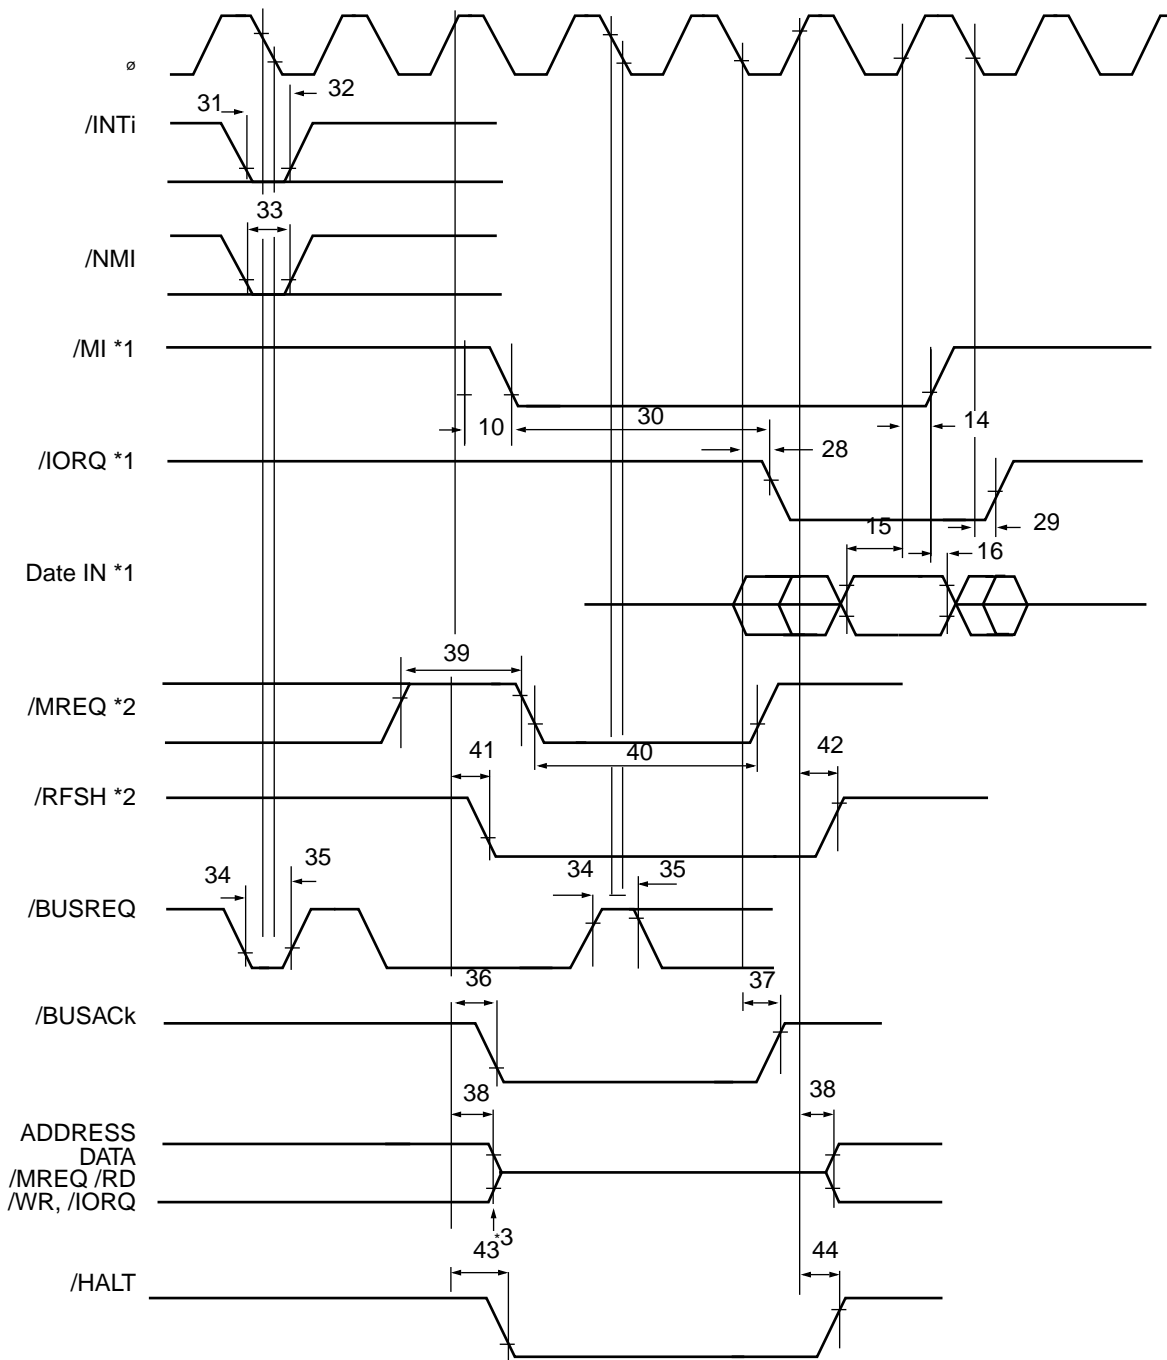 ø
31
32
/INTi
33
/NMI
/MI *1
10
30
14
28
/IORQ *1
15
29
16
Date IN *1
39
/MREQ *2
40
41
42
/RFSH *2
34
35
34
35
/BUSREQ
36
37
/BUSACk
38
38
ADDRESS
DATA
/MREQ /RD
/WR, /IORQ
*3
43
44
/HALT